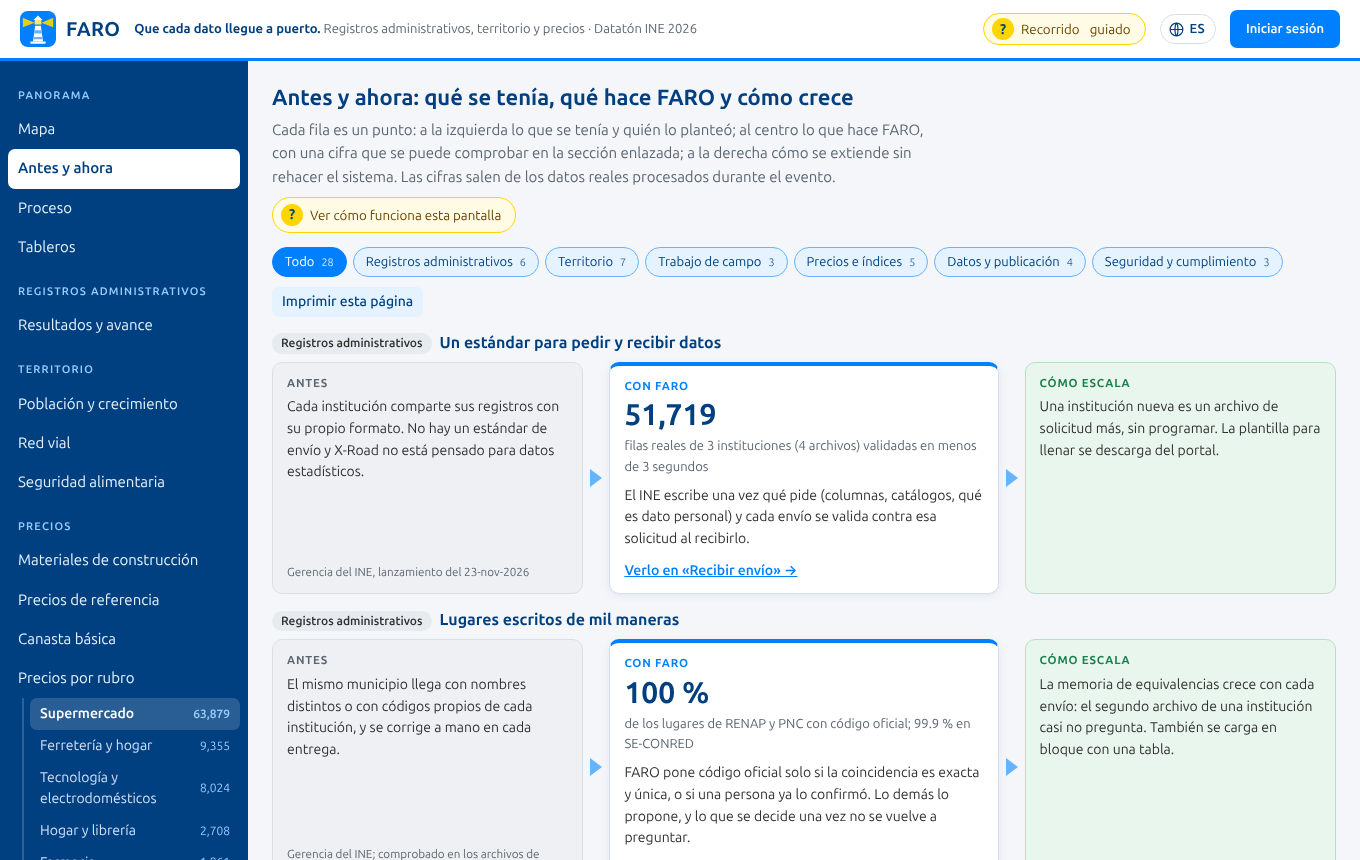 FARO
Que cada dato llegue a puerto. Registros administrativos, territorio y precios · Datatón INE 2026
? Recorrido guiado
ES
Iniciar sesión
PANORAMA
Mapa
Antes y ahora
Proceso
Tableros
REGISTROS ADMINISTRATIVOS
Resultados y avance
TERRITORIO
Población y crecimiento
Red vial
Seguridad alimentaria
PRECIOS
Materiales de construcción
Precios de referencia
Canasta básica
Precios por rubro
Supermercado 63,879
Ferretería y hogar 9,355
Tecnología y
electrodomésticos 8,024
Hogar y librería 2,708
Antes y ahora: qué se tenía, qué hace FARO y cómo crece
Cada fila es un punto: a la izquierda lo que se tenía y quién lo planteó; al centro lo que hace FARO,
con una cifra que se puede comprobar en la sección enlazada; a la derecha cómo se extiende sin
rehacer el sistema. Las cifras salen de los datos reales procesados durante el evento.
? Ver cómo funciona esta pantalla
Todo 28
Registros administrativos 6
Territorio 7
Trabajo de campo 3
Precios e índices 5
Datos y publicación 4
Seguridad y cumplimiento 3
Imprimir esta página
Registros administrativos Un estándar para pedir y recibir datos
ANTES
Cada institución comparte sus registros con
su propio formato. No hay un estándar de
envío y X-Road no está pensado para datos
estadísticos.
Gerencia del INE, lanzamiento del 23-nov-2026
CON FARO
51,719
filas reales de 3 instituciones (4 archivos) validadas en menos
de 3 segundos
El INE escribe una vez qué pide (columnas, catálogos, qué
es dato personal) y cada envío se valida contra esa
solicitud al recibirlo.
Verlo en «Recibir envío» →
CÓMO ESCALA
Una institución nueva es un archivo de
solicitud más, sin programar. La plantilla para
llenar se descarga del portal.
Registros administrativos Lugares escritos de mil maneras
ANTES
El mismo municipio llega con nombres
distintos o con códigos propios de cada
institución, y se corrige a mano en cada
entrega.
Gerencia del INE; comprobado en los archivos de
CON FARO
100 %
de los lugares de RENAP y PNC con código oficial; 99.9 % en
SE-CONRED
FARO pone código oficial solo si la coincidencia es exacta
y única, o si una persona ya lo confirmó. Lo demás lo
propone, y lo que se decide una vez no se vuelve a
preguntar.
CÓMO ESCALA
La memoria de equivalencias crece con cada
envío: el segundo archivo de una institución
casi no pregunta. También se carga en
bloque con una tabla.